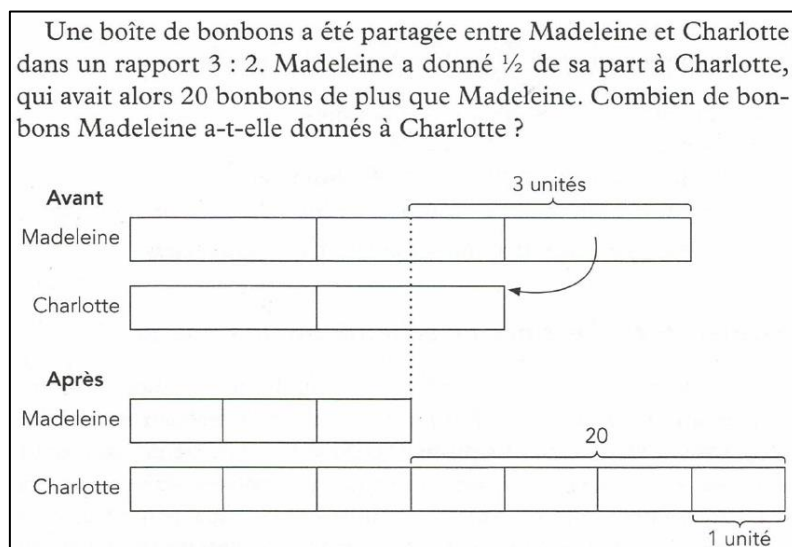 Une boîte de bonbons a été partagée entre Madeleine et Charlotte
dans un rapport 3 : 2. Madeleine a donné ½ de sa part à Charlotte,
qui avait alors 20 bonbons de plus que Madeleine. Combien de bon-
bons Madeleine a-t-elle donnés à Charlotte ?
3 unités
Avant
Madeleine
Charlotte
Après
Madeleine
20
Charlotte
1 unité